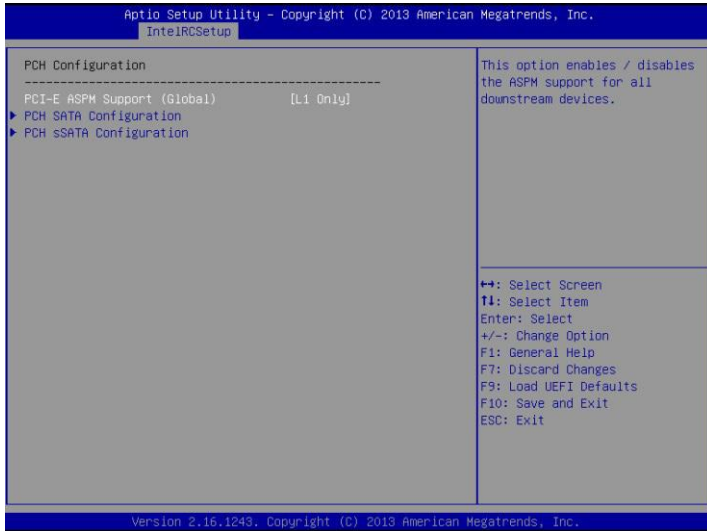 Aptio Setup Utility – Copyright (C) 2013 American Megatrends, Inc.
IntelRCSetup
PCH Configuration
--------------------------------------------------
PCI-E ASPM Support (Global) [L1 Only]
▶ PCH SATA Configuration
▶ PCH sSATA Configuration
This option enables / disables
the ASPM support for all
downstream devices.
↔: Select Screen
↑↓: Select Item
Enter: Select
+/-: Change Option
F1: General Help
F7: Discard Changes
F9: Load UEFI Defaults
F10: Save and Exit
ESC: Exit
Version 2.16.1243. Copyright (C) 2013 American Megatrends, Inc.